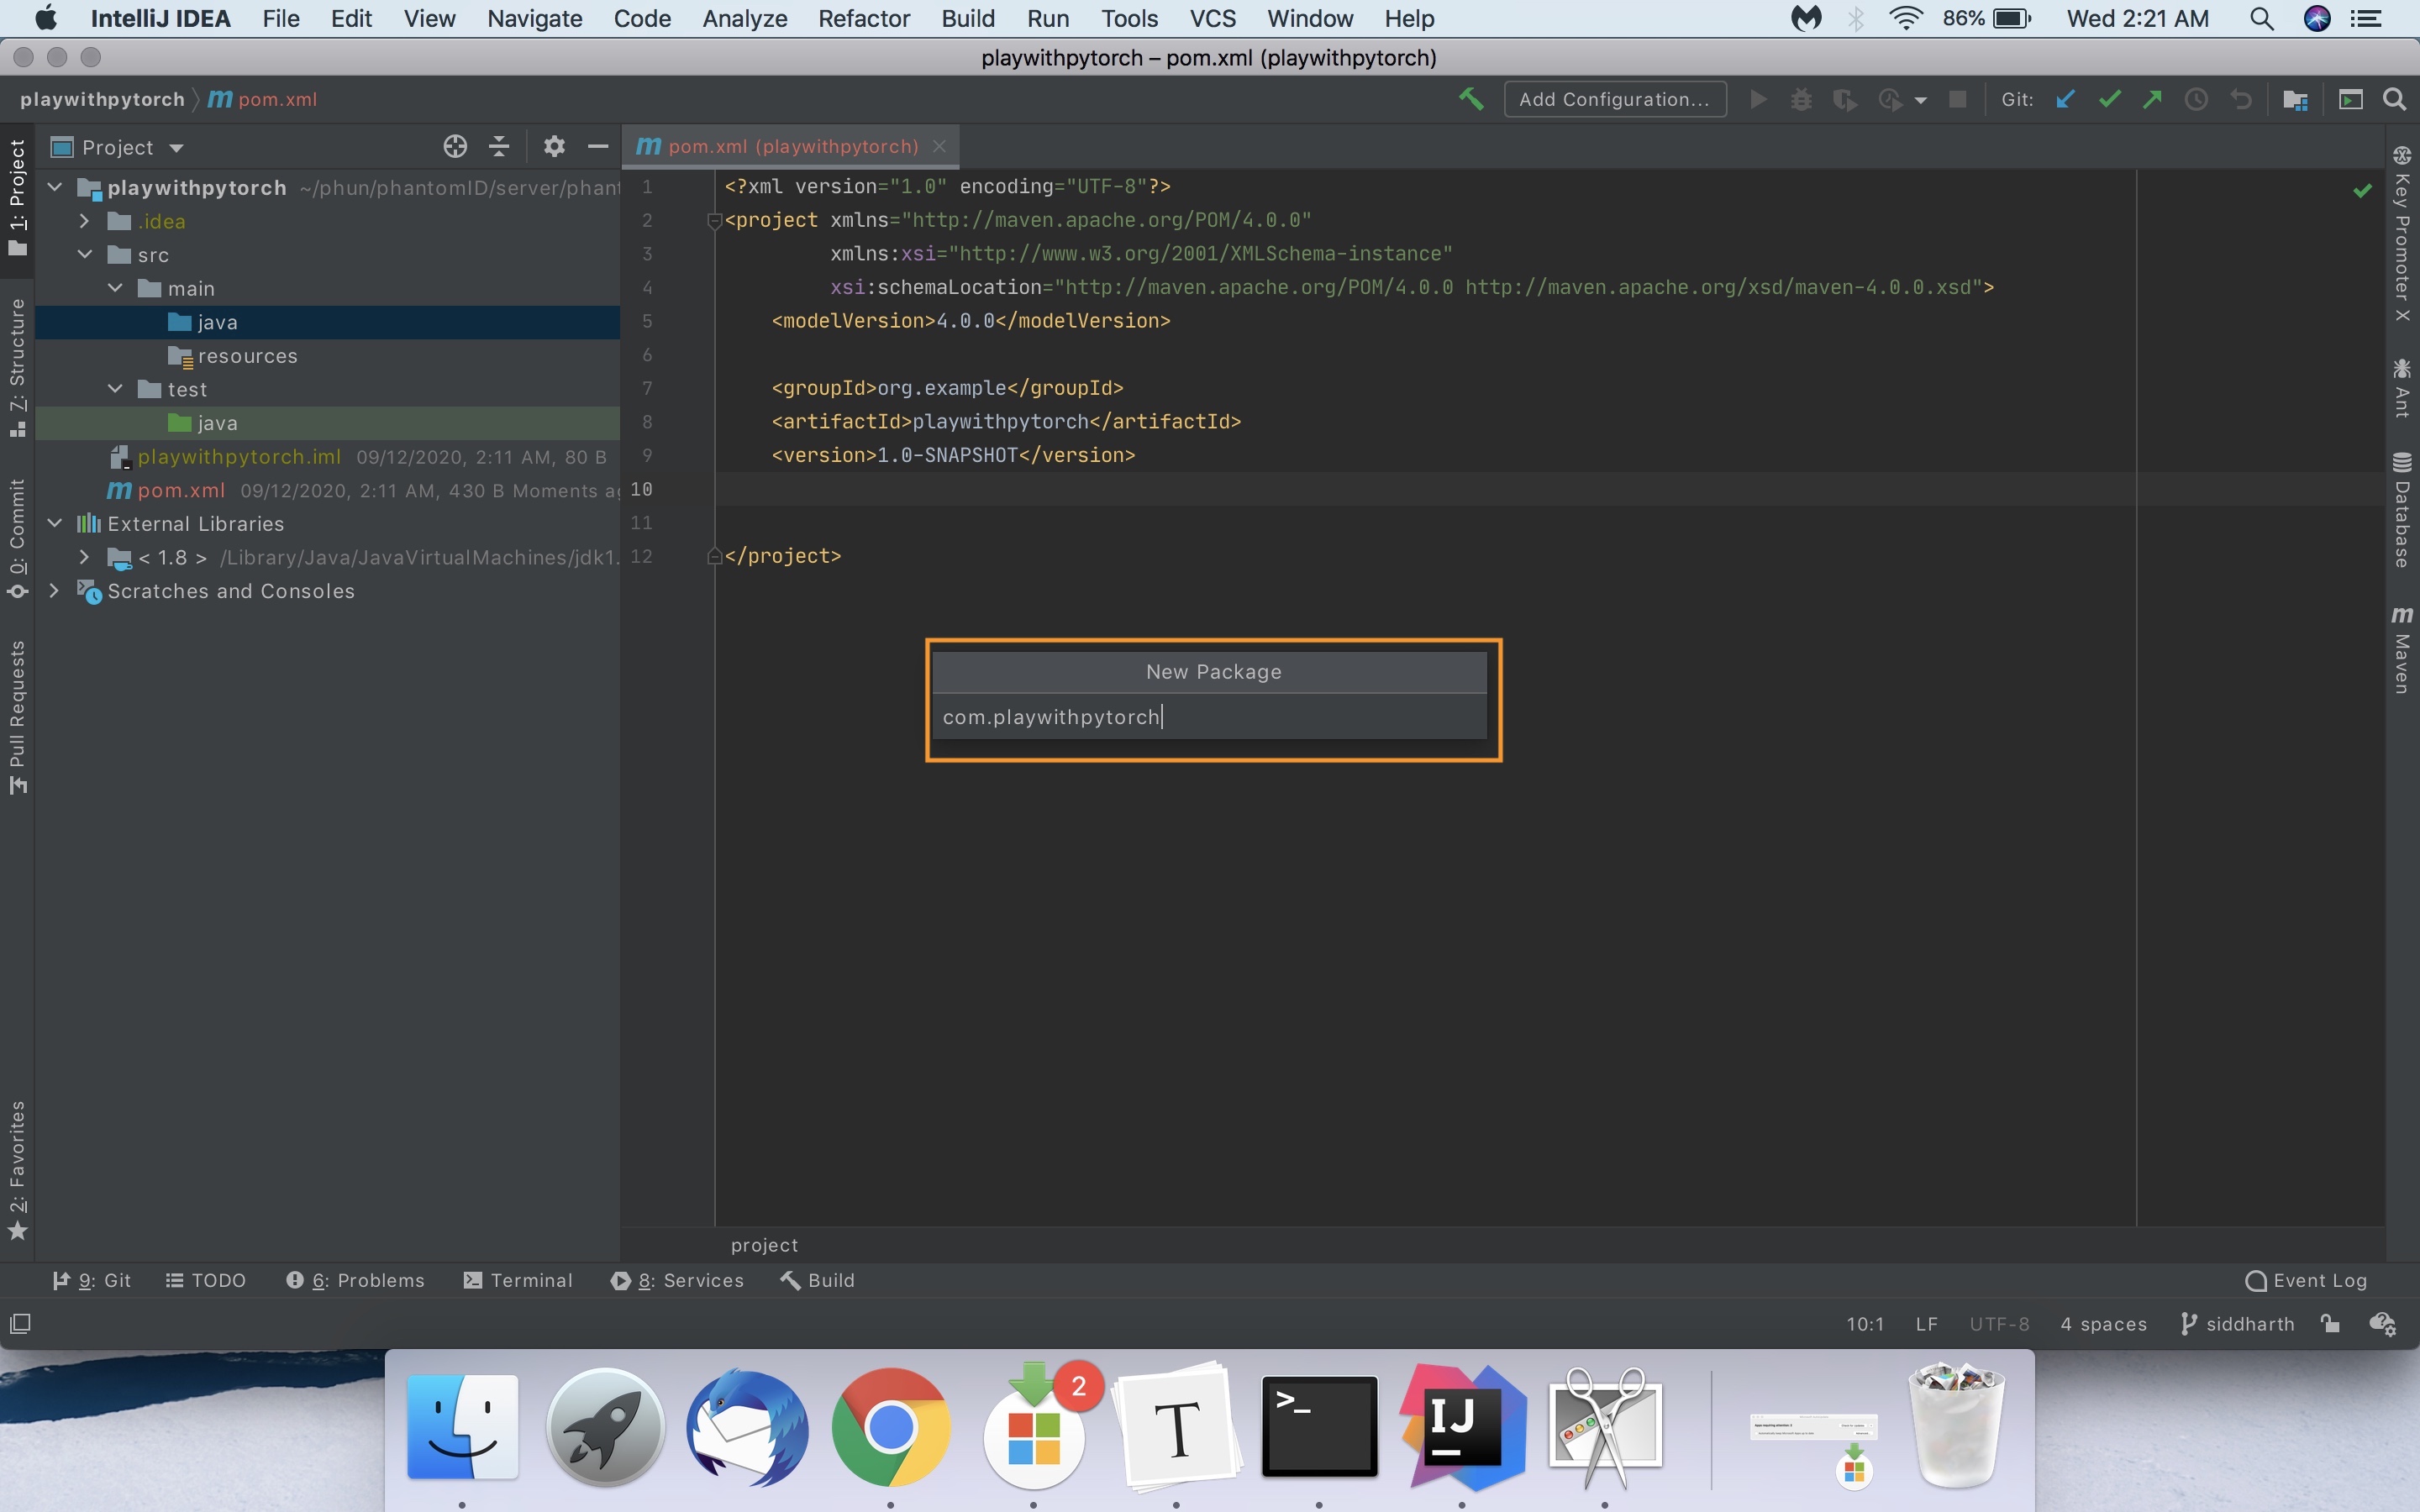 IntelliJ IDEA File Edit View Navigate Code Analyze Refactor Build Run Tools VCS Window Help 86% Wed 2:21 AM
playwithpytorch – pom.xml (playwithpytorch)
playwithpytorch m pom.xml Add Configuration... Git:
Project m pom.xml (playwithpytorch)
playwithpytorch ~/phun/phantomID/server/phant
.idea
src
main
java
resources
test
java
playwithpytorch.iml 09/12/2020, 2:11 AM, 80 B
m pom.xml 09/12/2020, 2:11 AM, 430 B Moments ag
External Libraries
< 1.8 > /Library/Java/JavaVirtualMachines/jdk1.
Scratches and Consoles
1 <?xml version="1.0" encoding="UTF-8"?>
2 <project xmlns="http://maven.apache.org/POM/4.0.0"
3 xmlns:xsi="http://www.w3.org/2001/XMLSchema-instance"
4 xsi:schemaLocation="http://maven.apache.org/POM/4.0.0 http://maven.apache.org/xsd/maven-4.0.0.xsd">
5 <modelVersion>4.0.0</modelVersion>
6
7 <groupId>org.example</groupId>
8 <artifactId>playwithpytorch</artifactId>
9 <version>1.0-SNAPSHOT</version>
10
11
12 </project>
New Package
com.playwithpytorch
project
1: Project
7: Structure
0: Commit
Pull Requests
2: Favorites
Key Promoter X
Ant
Database
m Maven
9: Git TODO 6: Problems Terminal 8: Services Build Event Log
10:1 LF UTF-8 4 spaces siddharth
2
T
>_
IJ